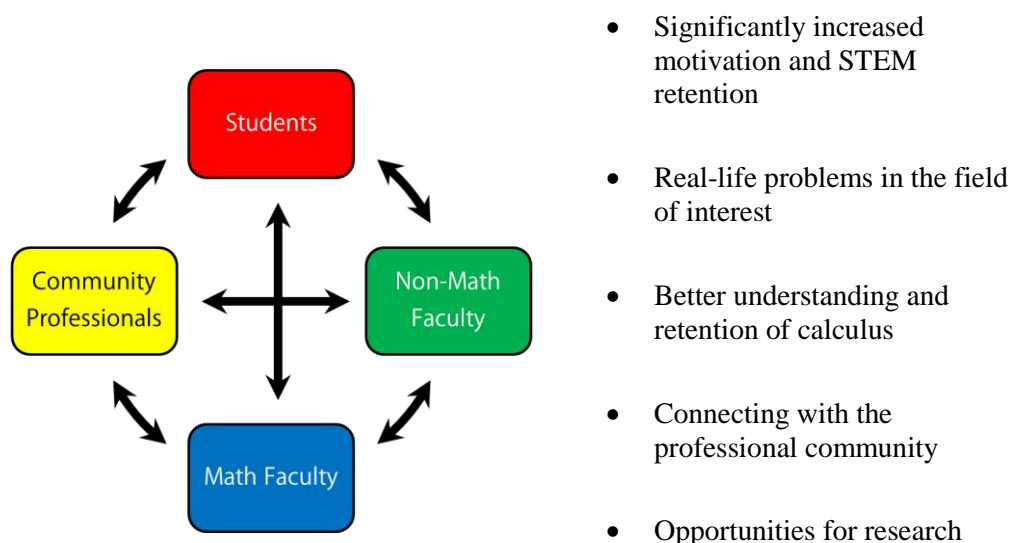 Students
Community
Professionals
Non-Math
Faculty
Math Faculty
• Significantly increased
motivation and STEM
retention
• Real-life problems in the field
of interest
• Better understanding and
retention of calculus
• Connecting with the
professional community
• Opportunities for research